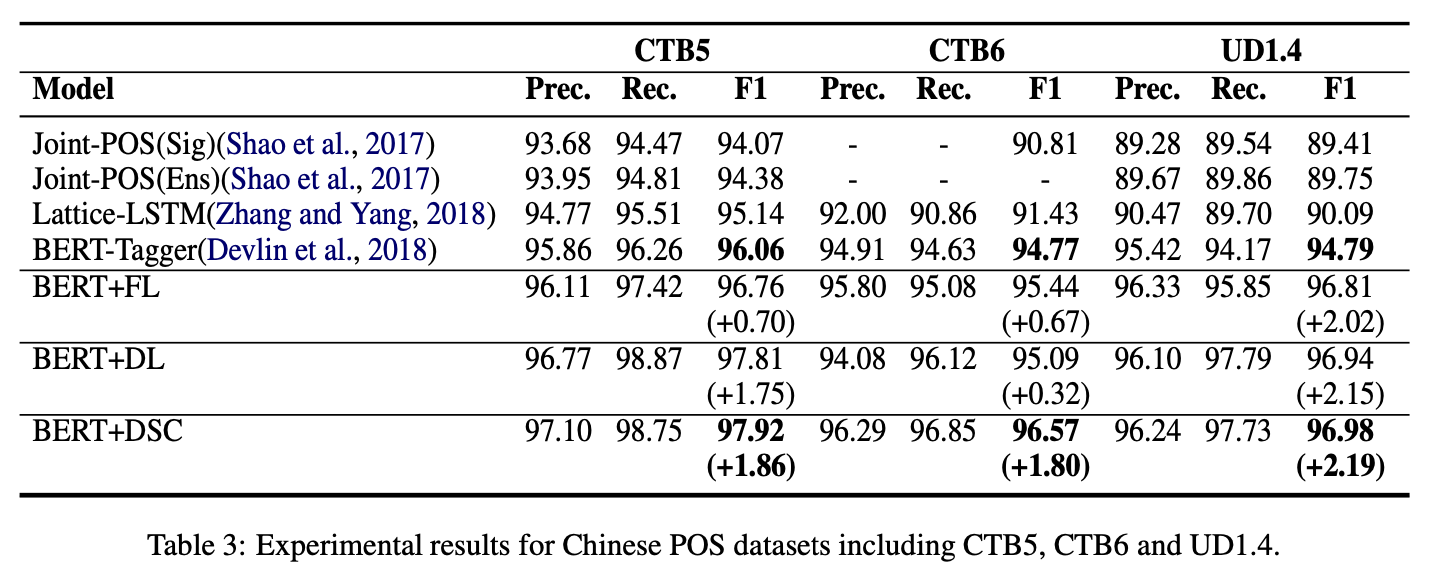 CTB5 CTB6 UD1.4
Model Prec. Rec. F1 Prec. Rec. F1 Prec. Rec. F1
Joint-POS(Sig)(Shao et al., 2017) 93.68 94.47 94.07 - - 90.81 89.28 89.54 89.41
Joint-POS(Ens)(Shao et al., 2017) 93.95 94.81 94.38 - - - 89.67 89.86 89.75
Lattice-LSTM(Zhang and Yang, 2018) 94.77 95.51 95.14 92.00 90.86 91.43 90.47 89.70 90.09
BERT-Tagger(Devlin et al., 2018) 95.86 96.26 96.06 94.91 94.63 94.77 95.42 94.17 94.79
BERT+FL 96.11 97.42 96.76 95.80 95.08 95.44 96.33 95.85 96.81
(+0.70) (+0.67) (+2.02)
BERT+DL 96.77 98.87 97.81 94.08 96.12 95.09 96.10 97.79 96.94
(+1.75) (+0.32) (+2.15)
BERT+DSC 97.10 98.75 97.92 96.29 96.85 96.57 96.24 97.73 96.98
(+1.86) (+1.80) (+2.19)
Table 3: Experimental results for Chinese POS datasets including CTB5, CTB6 and UD1.4.